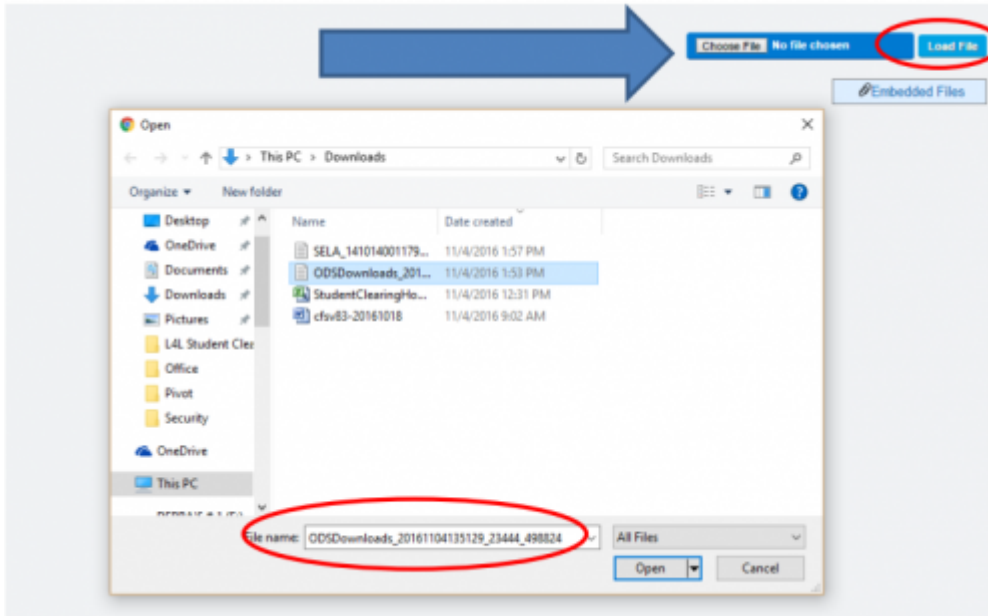 Choose File No file chosen Load File
Embedded Files
Open
This PC > Downloads
Search Downloads
Organize
New folder
Name Date created
Desktop
OneDrive
Documents
Downloads
Pictures
L4L Student Clea
Office
Pivot
Security
OneDrive
This PC
SELA_141014001179... 11/4/2016 1:57 PM
ODSDownloads_201... 11/4/2016 1:53 PM
StudentClearingHo... 11/4/2016 12:31 PM
cfsv83-20161018 11/4/2016 9:02 AM
File name: ODSDownloads_20161104135129_23444_498824
All Files
Open Cancel